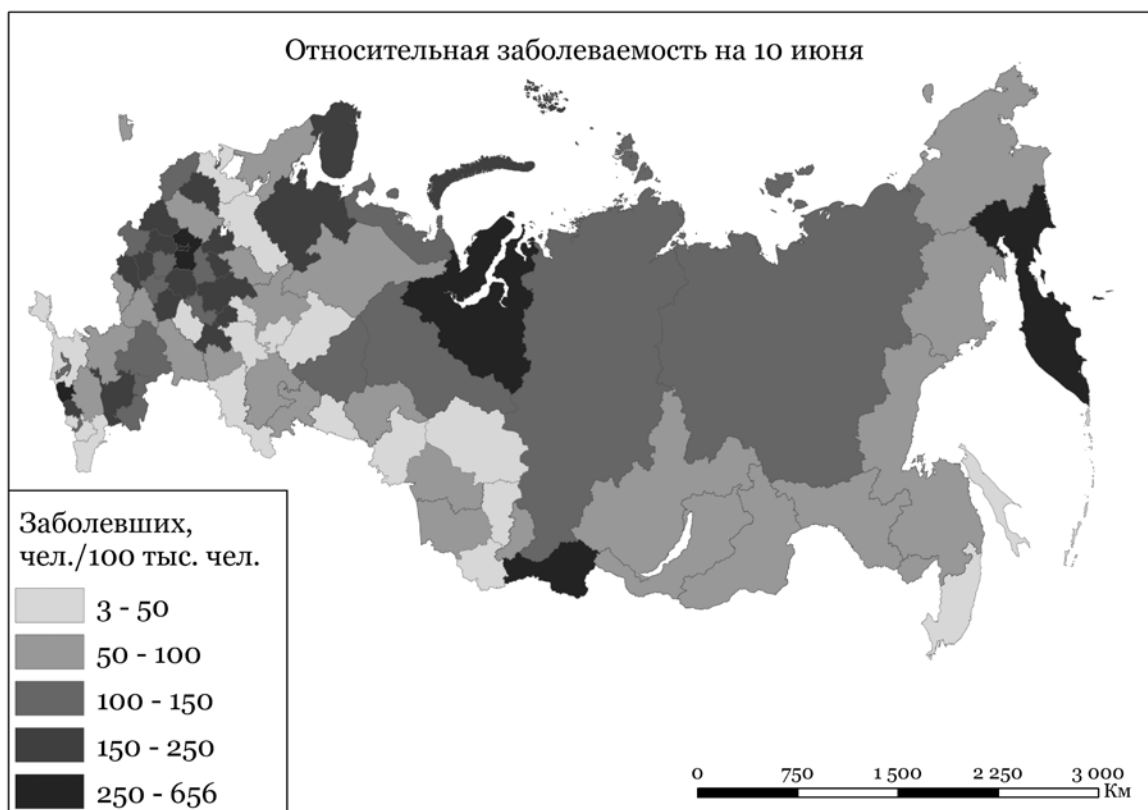 Относительная заболеваемость на 10 июня
Заболевших,
чел./100 тыс. чел.
3 - 50
50 - 100
100 - 150
150 - 250
250 - 656
0 750 1 500 2 250 3 000
Км